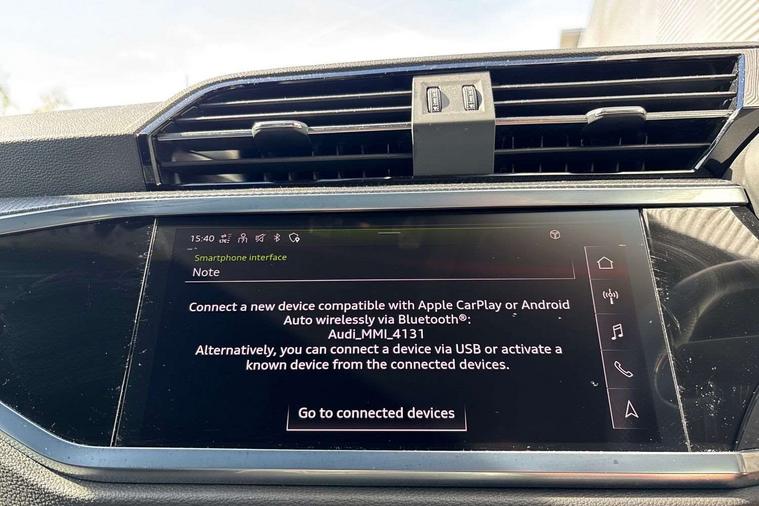 15:40
Smartphone interface
Note
Connect a new device compatible with Apple CarPlay or Android
Auto wirelessly via Bluetooth®:
Audi_MMI_4131
Alternatively, you can connect a device via USB or activate a
known device from the connected devices.
Go to connected devices